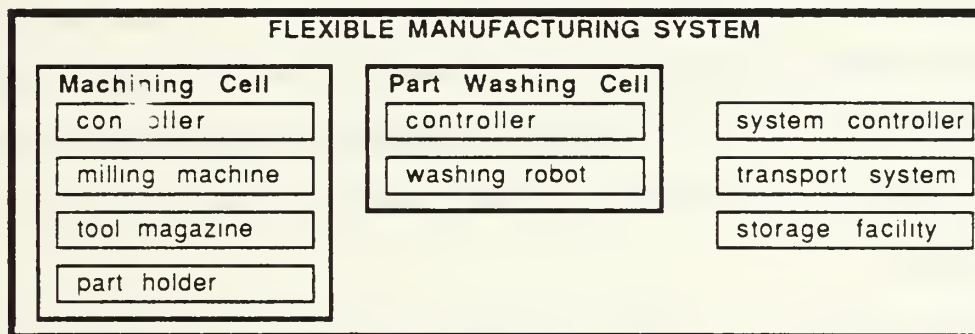 FLEXIBLE MANUFACTURING SYSTEM
Machining Cell
controller
milling machine
tool magazine
part holder
Part Washing Cell
controller
washing robot
system controller
transport system
storage facility